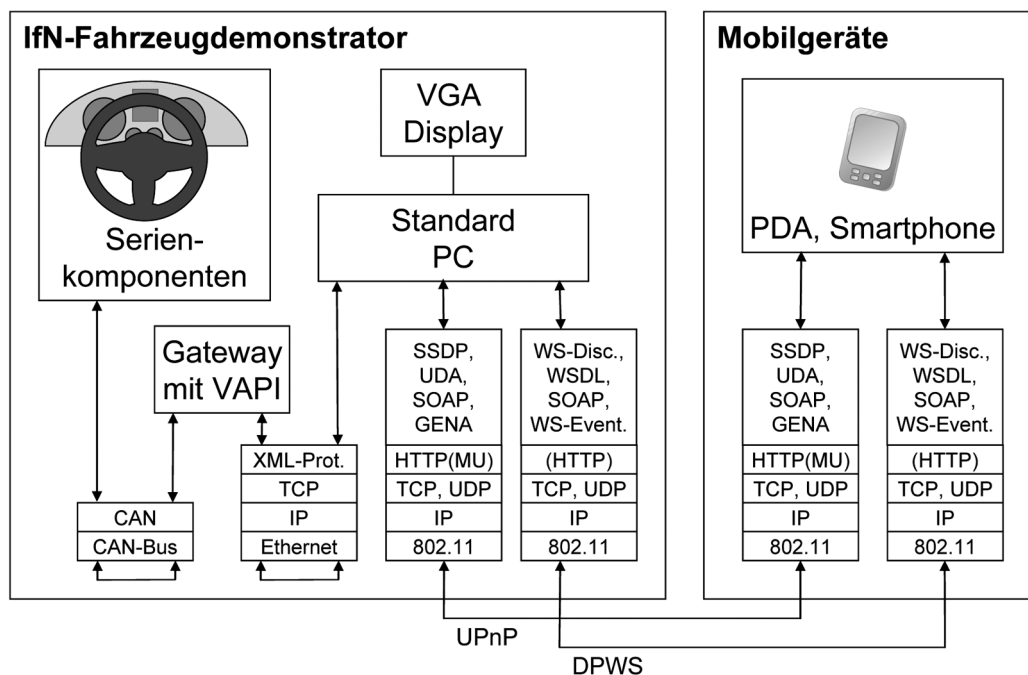 IfN-Fahrzeugdemonstrator
Serien-
komponenten
VGA
Display
Standard
PC
Gateway
mit VAPI
CAN
CAN-Bus
XML-Prot.
TCP
IP
Ethernet
SSDP,
UDA,
SOAP,
GENA
HTTP(MU)
TCP, UDP
IP
802.11
WS-Disc.,
WSDL,
SOAP,
WS-Event.
(HTTP)
TCP, UDP
IP
802.11
Mobilgeräte
PDA, Smartphone
SSDP,
UDA,
SOAP,
GENA
HTTP(MU)
TCP, UDP
IP
802.11
WS-Disc.,
WSDL,
SOAP,
WS-Event.
(HTTP)
TCP, UDP
IP
802.11
UPnP
DPWS